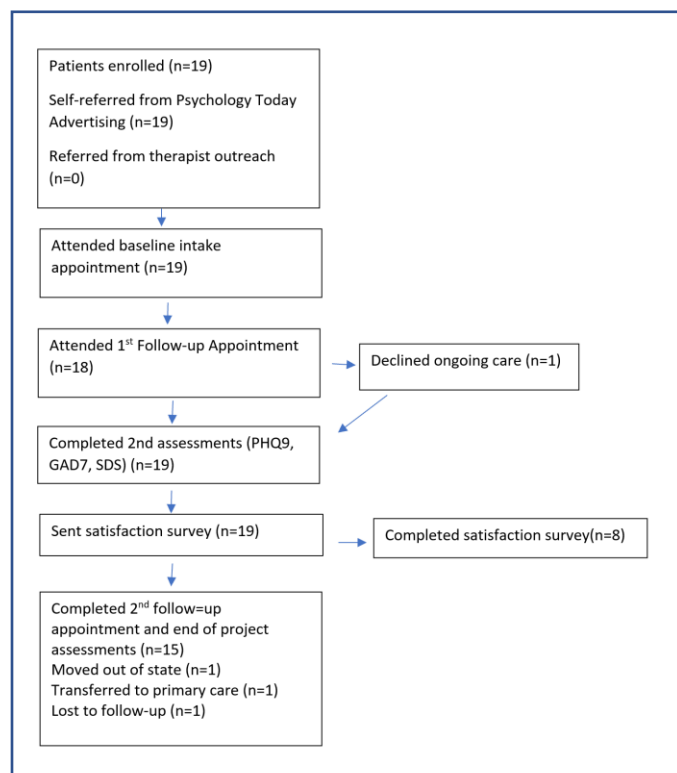 Patients enrolled (n=19)
Self-referred from Psychology Today
Advertising (n=19)
Referred from therapist outreach
(n=0)
Attended baseline intake
appointment (n=19)
Attended 1st Follow-up Appointment
(n=18)
Declined ongoing care (n=1)
Completed 2nd assessments (PHQ9,
GAD7, SDS) (n=19)
Sent satisfaction survey (n=19)
Completed satisfaction survey(n=8)
Completed 2nd follow=up
appointment and end of project
assessments (n=15)
Moved out of state (n=1)
Transferred to primary care (n=1)
Lost to follow-up (n=1)